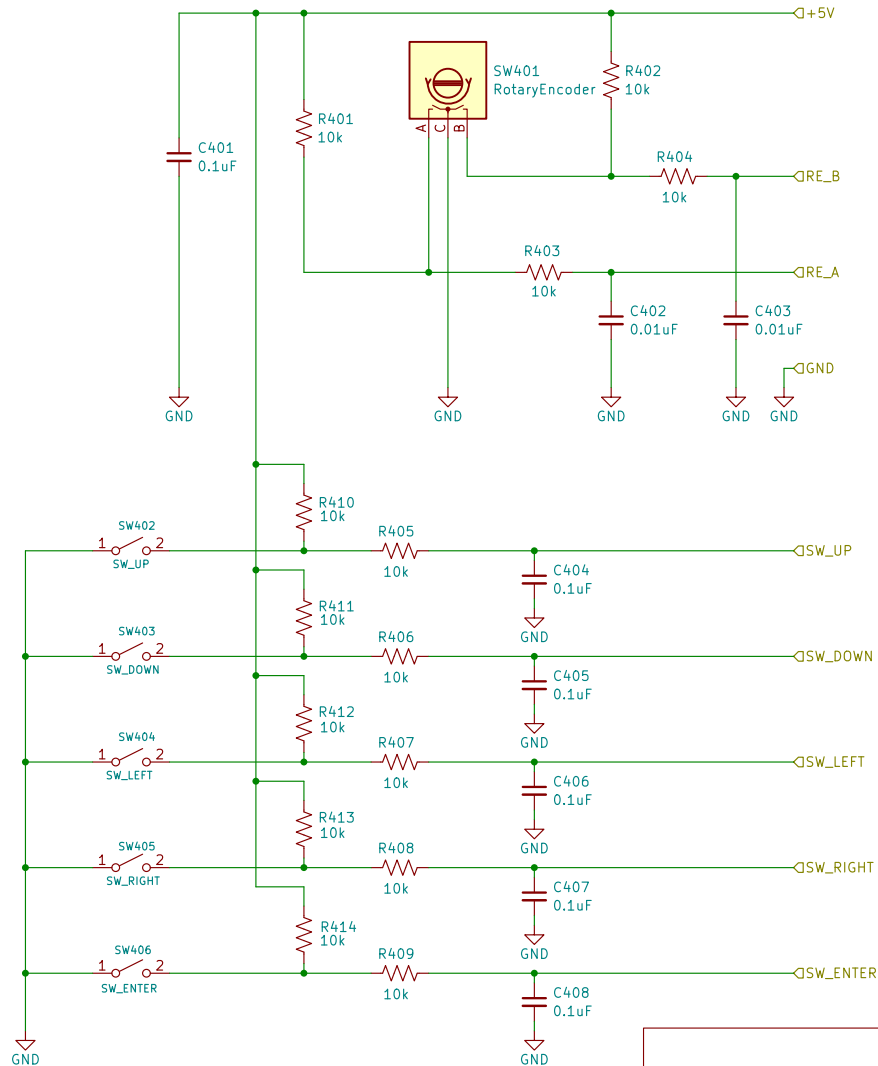 +5V
SW401
RotaryEncoder
R402
10k
A
C
B
R401
10k
C401
0.1uF
R404
10k
RE_B
R403
10k
RE_A
C402
0.01uF
C403
0.01uF
GND
GND
GND
GND
GND
GND
R410
10k
SW402
1
2
SW_UP
R405
10k
SW_UP
C404
0.1uF
GND
R411
10k
SW403
1
2
SW_DOWN
R406
10k
SW_DOWN
C405
0.1uF
GND
R412
10k
SW404
1
2
SW_LEFT
R407
10k
SW_LEFT
C406
0.1uF
GND
R413
10k
SW405
1
2
SW_RIGHT
R408
10k
SW_RIGHT
C407
0.1uF
GND
R414
10k
SW406
1
2
SW_ENTER
R409
10k
SW_ENTER
C408
0.1uF
GND
GND